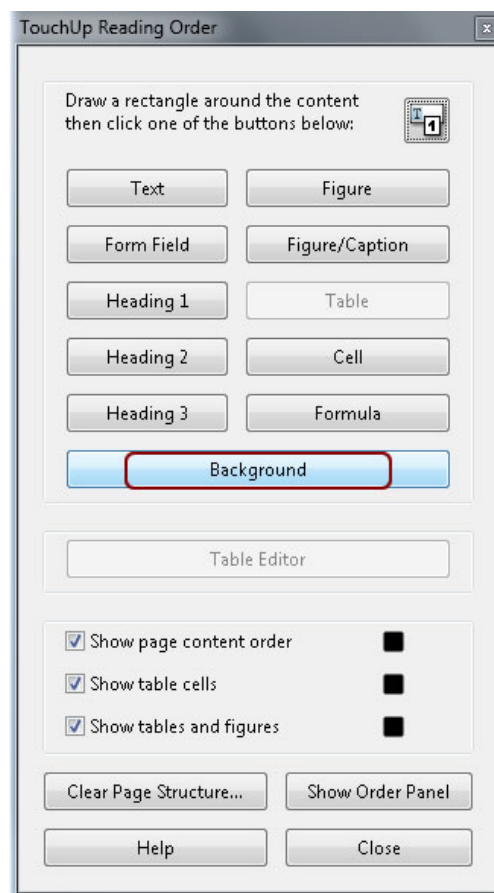 TouchUp Reading Order
x
Draw a rectangle around the content
then click one of the buttons below:
T
1
Text
Figure
Form Field
Figure/Caption
Heading 1
Table
Heading 2
Cell
Heading 3
Formula
Background
Table Editor
Show page content order
Show table cells
Show tables and figures
Clear Page Structure...
Show Order Panel
Help
Close